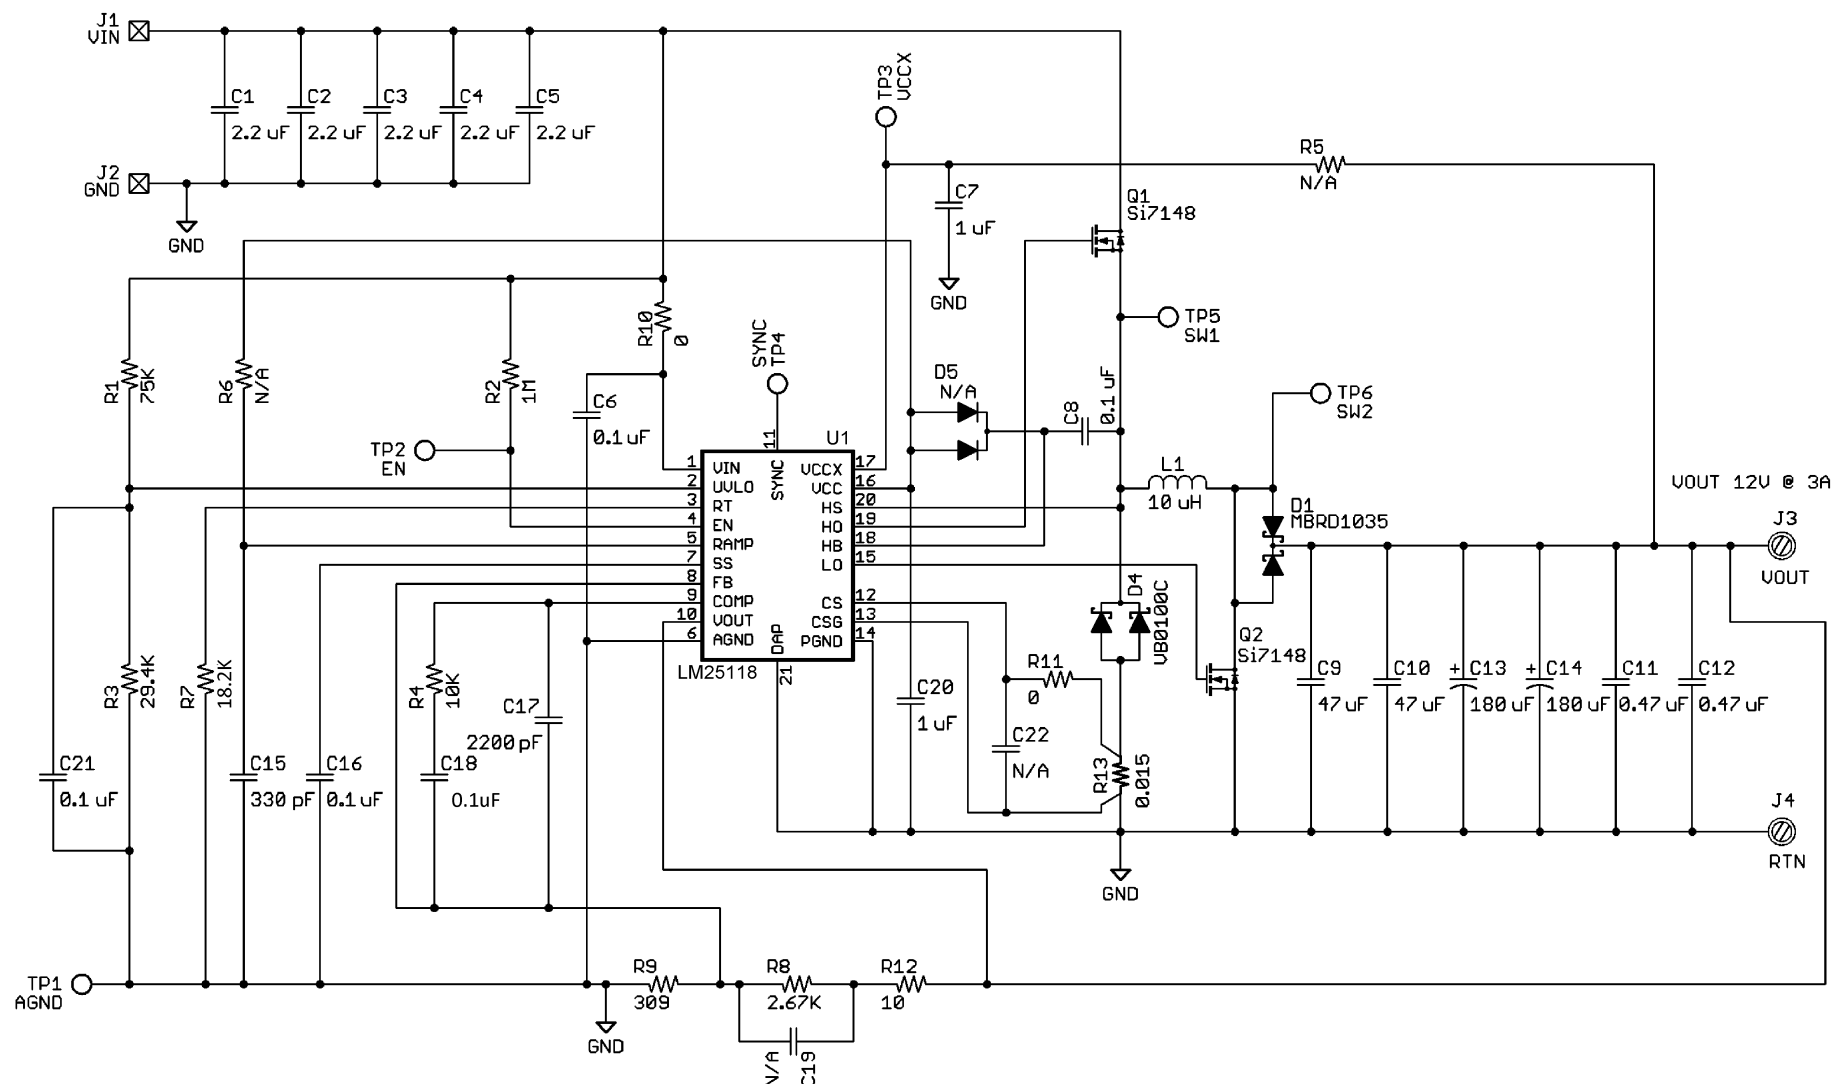 J1
VIN
C1
2.2 uF
C2
2.2 uF
C3
2.2 uF
C4
2.2 uF
C5
2.2 uF
J2
GND
GND
TP3
VCCX
C7
1 uF
GND
R5
N/A
Q1
Si7148
TP5
SW1
R10
0
SYNC
TP4
R1
75K
R6
N/A
R2
1M
C6
0.1 uF
TP2
EN
D5
N/A
C8
0.1 uF
TP6
SW2
U1
11
SYNC
1 VIN
2 UVLO
3 RT
4 EN
5 RAMP
7 SS
8 FB
9 COMP
10 VOUT
6 AGND
VCCX 17
VCC 16
HS 20
HO 19
HB 18
LO 15
CS 12
CSG 13
PGND 14
DAP
21
LM25118
L1
10 uH
VOUT 12V @ 3A
D1
MBRD1035
J3
VOUT
D4
VB0100C
Q2
Si7148
R3
29.4K
R7
18.2K
R4
10K
C17
2200 pF
C20
1 uF
R11
0
C22
N/A
R13
0.015
C9
47 uF
C10
47 uF
+ C13
180 uF
+ C14
180 uF
C11
0.47 uF
C12
0.47 uF
C21
0.1 uF
C15
330 pF
C16
0.1 uF
C18
0.1uF
J4
RTN
GND
TP1
AGND
R9
309
R8
2.67K
R12
10
GND
N/A
C19